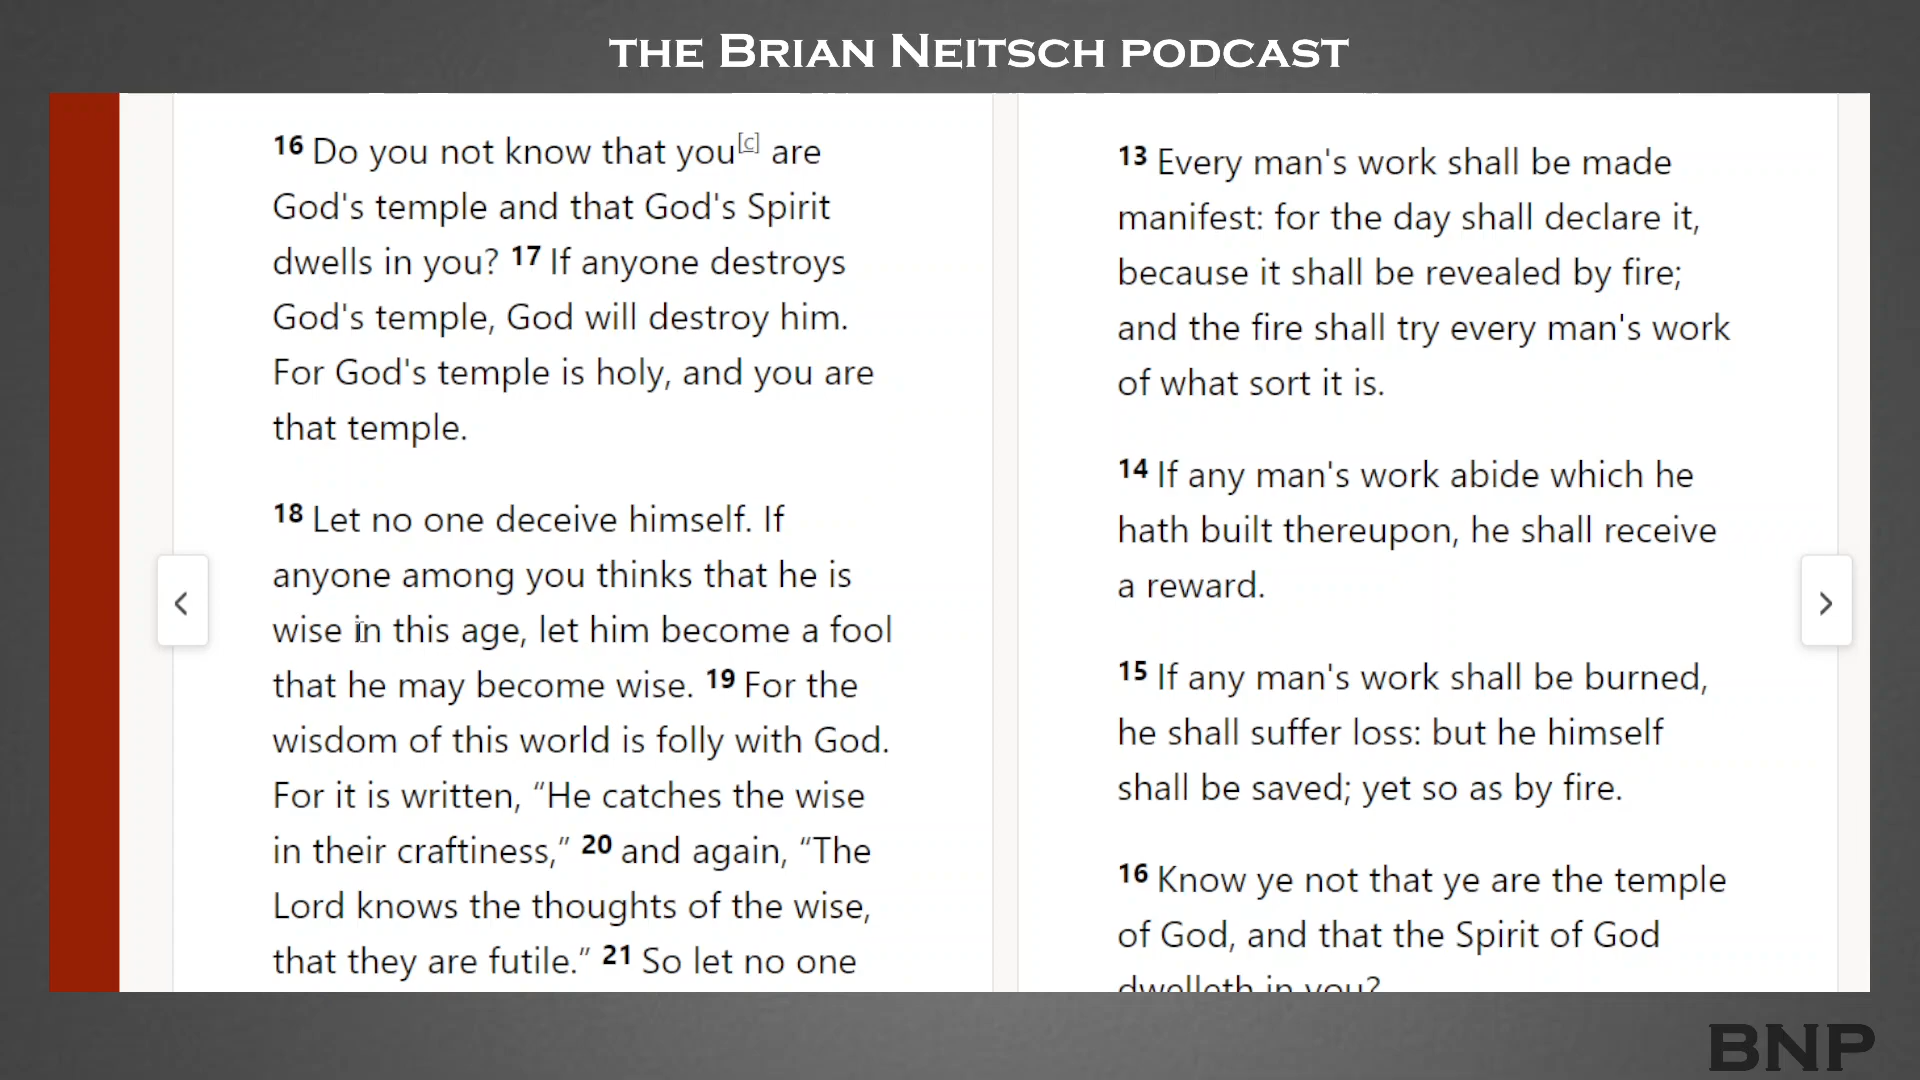 THE BRIAN NEITSCH PODCAST
16 Do you not know that you[c] are
God's temple and that God's Spirit
dwells in you? 17 If anyone destroys
God's temple, God will destroy him.
For God's temple is holy, and you are
that temple.
18 Let no one deceive himself. If
anyone among you thinks that he is
wise in this age, let him become a fool
that he may become wise. 19 For the
wisdom of this world is folly with God.
For it is written, “He catches the wise
in their craftiness,” 20 and again, “The
Lord knows the thoughts of the wise,
that they are futile.” 21 So let no one
13 Every man's work shall be made
manifest: for the day shall declare it,
because it shall be revealed by fire;
and the fire shall try every man's work
of what sort it is.
14 If any man's work abide which he
hath built thereupon, he shall receive
a reward.
15 If any man's work shall be burned,
he shall suffer loss: but he himself
shall be saved; yet so as by fire.
16 Know ye not that ye are the temple
of God, and that the Spirit of God
dwelleth in you?
BNP